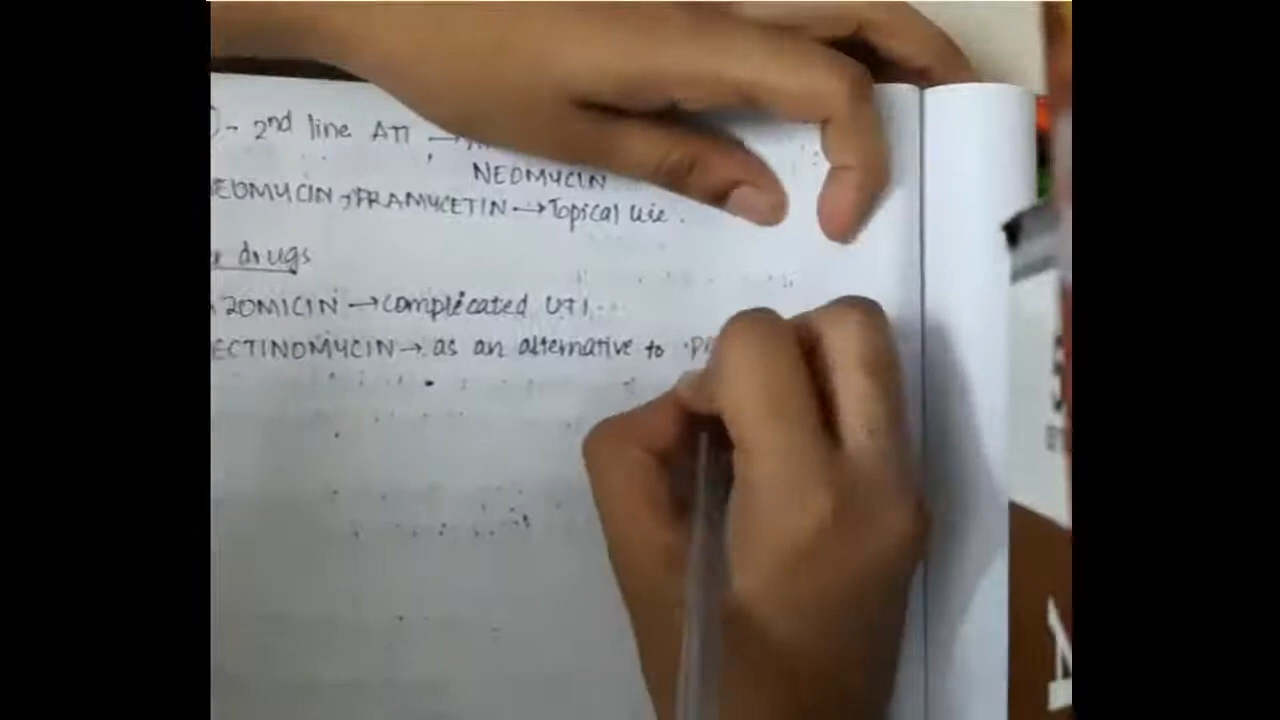 - 2nd line ATT →
NEOMYCIN
EOMYCIN, FRAMYCETIN → Topical use.
drugs
ZOMICIN → complicated UTI
ECTINOMYCIN → as an alternative to